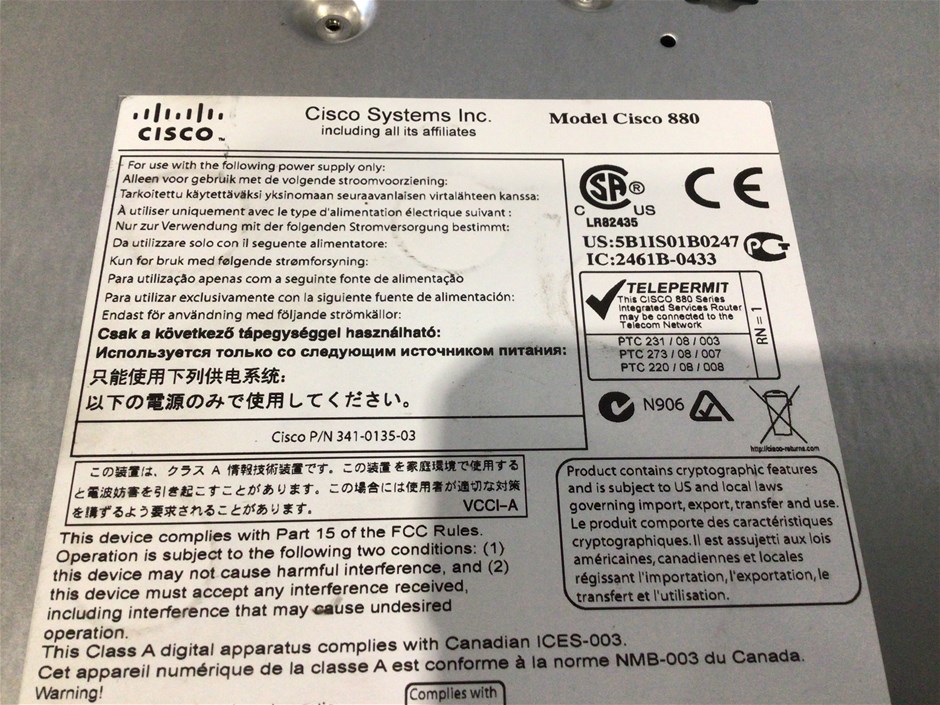 CISCO™
Cisco Systems Inc.
including all its affiliates
Model Cisco 880
For use with the following power supply only:
Alleen voor gebruik met de volgende stroomvoorziening:
Tarkoitettu käytettäväksi yksinomaan seuraavanlaisen virtalähteen kanssa:
À utiliser uniquement avec le type d'alimentation électrique suivant :
Nur zur Verwendung mit der folgenden Stromversorgung bestimmt:
Da utilizzare solo con il seguente alimentatore:
Kun for bruk med følgende strømforsyning:
Para utilização apenas com a seguinte fonte de alimentação
Para utilizar exclusivamente con la siguiente fuente de alimentación:
Endast för användning med följande strömkällor:
Csak a következő tápegységgel használható:
Используется только со следующим источником питания:
只能使用下列供电系统:
以下の電源のみで使用してください。
Cisco P/N 341-0135-03
CSA®
C US
LR82435
CE
US:5B1IS01B0247
IC:2461B-0433
TELEPERMIT
This CISCO 880 Series
Integrated Services Router
may be connected to the
Telecom Network
PTC 231 / 08 / 003
PTC 273 / 08 / 007
PTC 220 / 08 / 008
RN = 1
N906
http://cisco-returns.com
この装置は、クラス A 情報技術装置です。この装置を家庭環境で使用する
と電波妨害を引き起こすことがあります。この場合には使用者が適切な対策
を講ずるよう要求されることがあります。
VCCI-A
Product contains cryptographic features
and is subject to US and local laws
governing import, export, transfer and use.
Le produit comporte des caractéristiques
cryptographiques. Il est assujetti aux lois
américaines, canadiennes et locales
régissant l'importation, l'exportation, le
transfert et l'utilisation.
This device complies with Part 15 of the FCC Rules.
Operation is subject to the following two conditions: (1)
this device may not cause harmful interference, and (2)
this device must accept any interference received,
including interference that may cause undesired
operation.
This Class A digital apparatus complies with Canadian ICES-003.
Cet appareil numérique de la classe A est conforme à la norme NMB-003 du Canada.
Warning!
Complies with